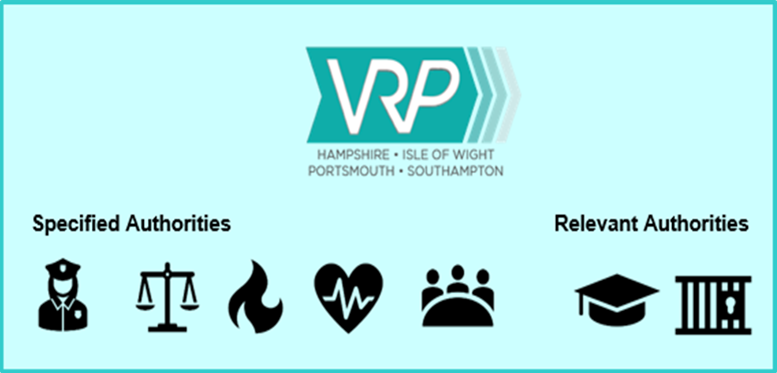 VRP
HAMPSHIRE • ISLE OF WIGHT
PORTSMOUTH • SOUTHAMPTON
Specified Authorities
Relevant Authorities